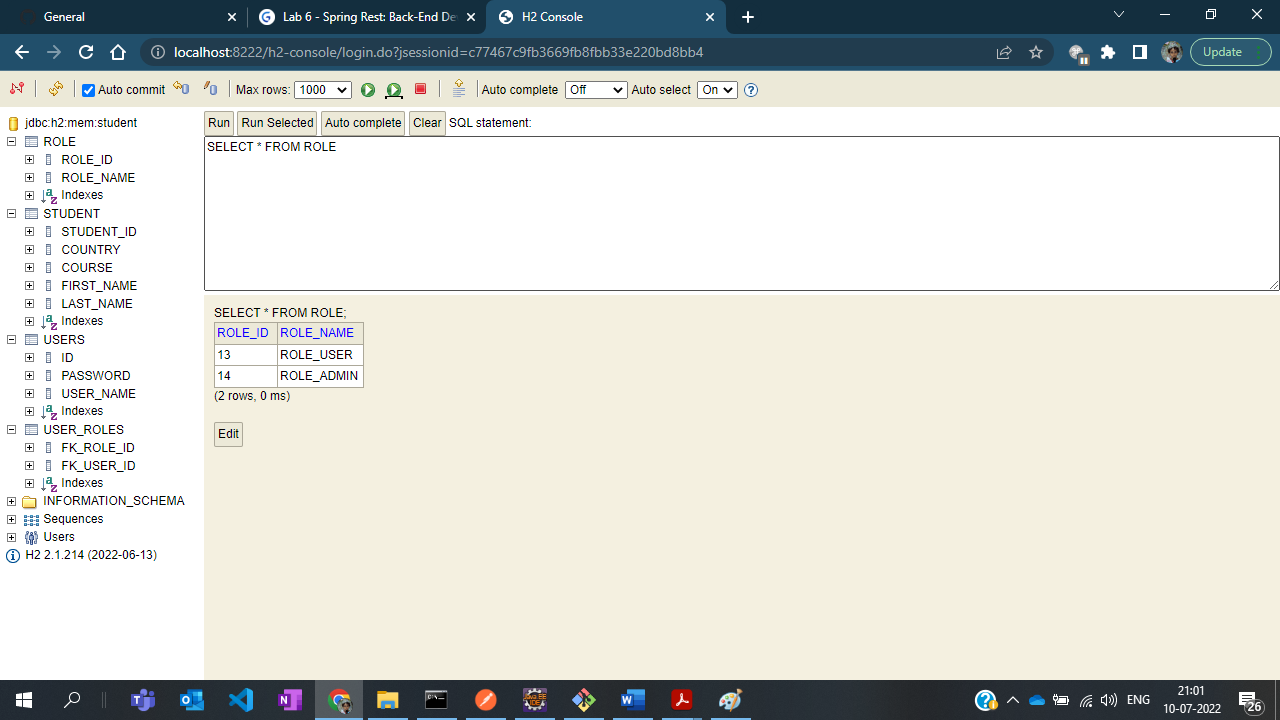 General
Lab 6 - Spring Rest: Back-End De
H2 Console
localhost:8222/h2-console/login.do?jsessionid=c77467c9fb3669fb8fbb33e220bd8bb4
Update
Auto commit
Max rows: 1000
Auto complete Off
Auto select On
jdbc:h2:mem:student
ROLE
ROLE_ID
ROLE_NAME
Indexes
STUDENT
STUDENT_ID
COUNTRY
COURSE
FIRST_NAME
LAST_NAME
Indexes
USERS
ID
PASSWORD
USER_NAME
Indexes
USER_ROLES
FK_ROLE_ID
FK_USER_ID
Indexes
INFORMATION_SCHEMA
Sequences
Users
H2 2.1.214 (2022-06-13)
Run Run Selected Auto complete Clear SQL statement:
SELECT * FROM ROLE
SELECT * FROM ROLE;
ROLE_ID ROLE_NAME
13 ROLE_USER
14 ROLE_ADMIN
(2 rows, 0 ms)
Edit
ENG
21:01
10-07-2022
26